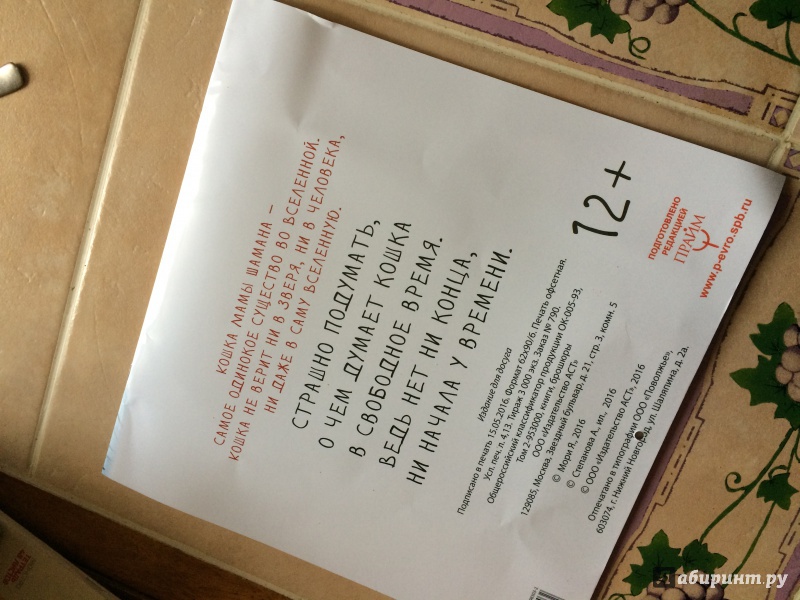 КОШКА МАМЫ ШАМАНА –
САМОЕ ОДИНОКОЕ СУЩЕСТВО ВО ВСЕЛЕННОЙ.
КОШКА НЕ ВЕРИТ НИ В ЗВЕРЯ, НИ В ЧЕЛОВЕКА,
НИ ДАЖЕ В САМУ ВСЕЛЕННУЮ.
СТРАШНО ПОДУМАТЬ,
О ЧЕМ ДУМАЕТ КОШКА
В СВОБОДНОЕ ВРЕМЯ.
ВЕДЬ НЕТ НИ КОНЦА,
НИ НАЧАЛА У ВРЕМЕНИ.
Издание для досуга
Подписано в печать 15.05.2016. Формат 62х90/6. Печать офсетная.
Усл. печ. л. 4,13. Тираж 3 000 экз. Заказ № 790.
Общероссийский классификатор продукции ОК-005-93,
Том 2-953000, книги, брошюры
ООО «Издательство АСТ»
129085, Москва, Звездный бульвар, д. 21, стр. 3, комн. 5
© Мори Я., 2016
© Степанова А., ил., 2016
© ООО «Издательство АСТ», 2016
Отпечатано в типографии ООО «Поволжье»,
603074, г. Нижний Новгород, ул. Шаляпина, д. 2а.
12+
ПОДГОТОВЛЕНО
РЕДАКЦИЕЙ
ПРАЙМ
www.p-evro.spb.ru
Лабиринт.ру